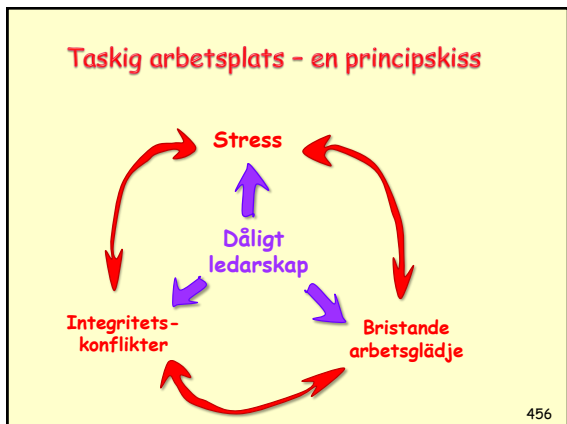 Taskig arbetsplats – en principskiss
Stress
Dåligt
ledarskap
Integritets-
konflikter
Bristande
arbetsglädje
456